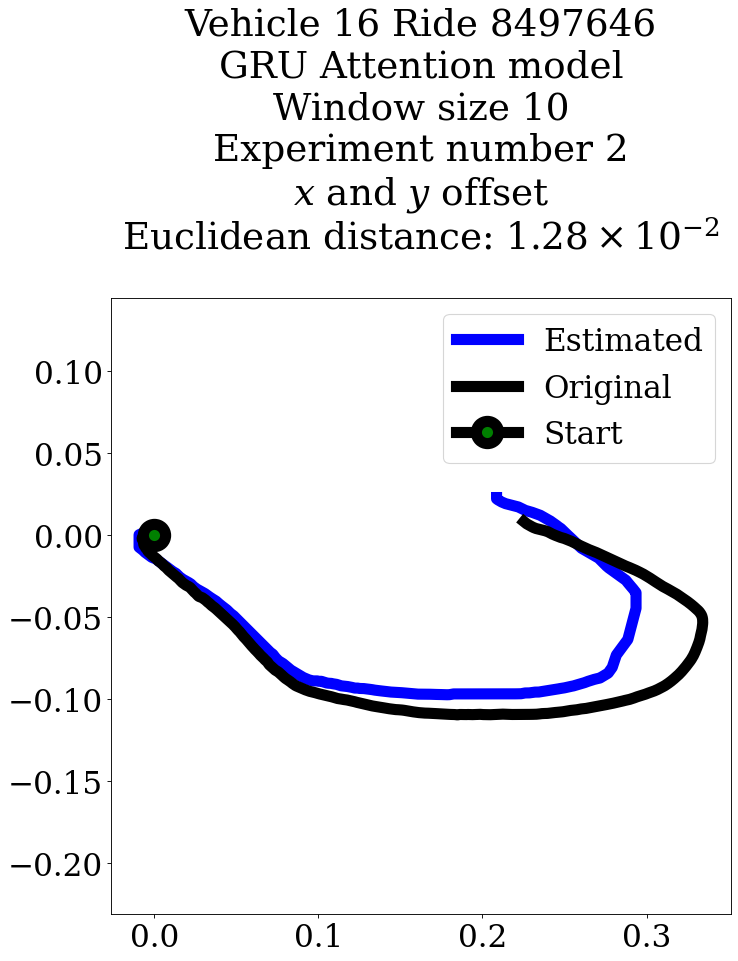 Vehicle 16 Ride 8497646
GRU Attention model
Window size 10
Experiment number 2
x and y offset
Euclidean distance: 1.28 × 10⁻²
Estimated
Original
Start
0.10
0.05
0.00
−0.05
−0.10
−0.15
−0.20
0.0 0.1 0.2 0.3